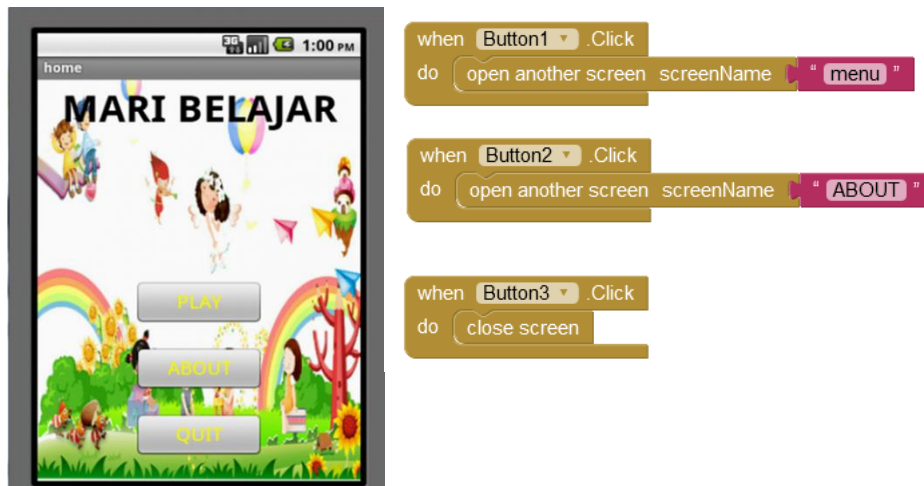 3G 1:00 PM
home
MARI BELAJAR
PLAY
ABOUT
QUIT
when Button1 .Click
do open another screen screenName " menu "
when Button2 .Click
do open another screen screenName " ABOUT "
when Button3 .Click
do close screen